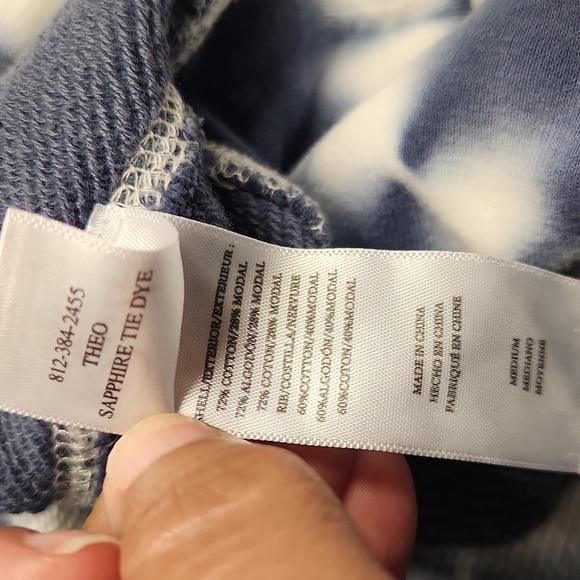 812-384-2455
THEO
SAPPHIRE TIE DYE
SHELL/EXTERIOR/EXTERIEUR:
72% COTTON/28% MODAL
72% ALGODÓN/28% MODAL
72% COTON/28% MODAL
RIB/COSTILLA/NERVURE
60%COTTON/40%MODAL
60%ALGODÓN/40%MODAL
60%COTON/40%MODAL
MADE IN CHINA
HECHO EN CHINA
FABRIQUÉ EN CHINE
MEDIUM
MEDIANO
MOYENNE